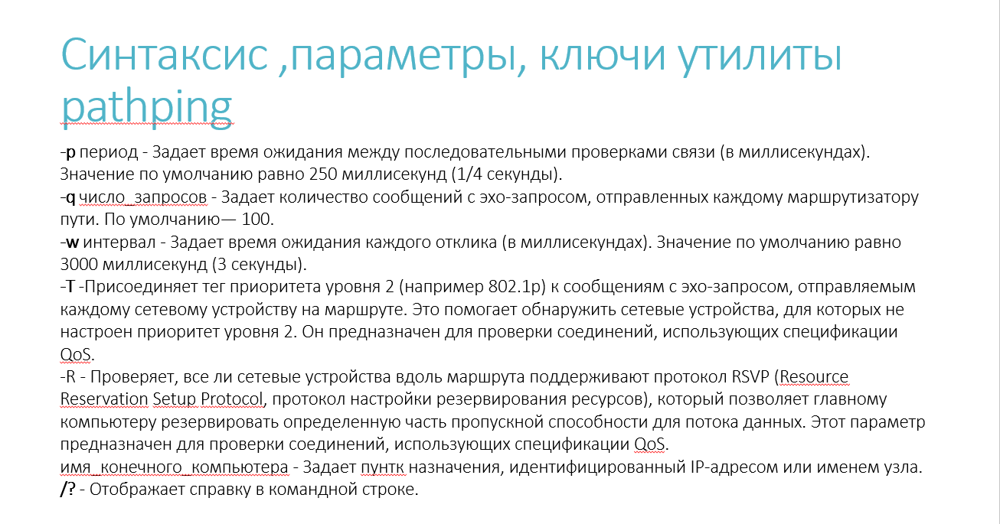 Синтаксис ,параметры, ключи утилиты
pathping
-p период - Задает время ожидания между последовательными проверками связи (в миллисекундах).
Значение по умолчанию равно 250 миллисекунд (1/4 секунды).
-q число_запросов - Задает количество сообщений с эхо-запросом, отправленных каждому маршрутизатору
пути. По умолчанию— 100.
-w интервал - Задает время ожидания каждого отклика (в миллисекундах). Значение по умолчанию равно
3000 миллисекунд (3 секунды).
-T -Присоединяет тег приоритета уровня 2 (например 802.1p) к сообщениям с эхо-запросом, отправляемым
каждому сетевому устройству на маршруте. Это помогает обнаружить сетевые устройства, для которых не
настроен приоритет уровня 2. Он предназначен для проверки соединений, использующих спецификации
QoS.
-R - Проверяет, все ли сетевые устройства вдоль маршрута поддерживают протокол RSVP (Resource
Reservation Setup Protocol, протокол настройки резервирования ресурсов), который позволяет главному
компьютеру резервировать определенную часть пропускной способности для потока данных. Этот параметр
предназначен для проверки соединений, использующих спецификации QoS.
имя_конечного_компьютера - Задает пунтк назначения, идентифицированный IP-адресом или именем узла.
/? - Отображает справку в командной строке.